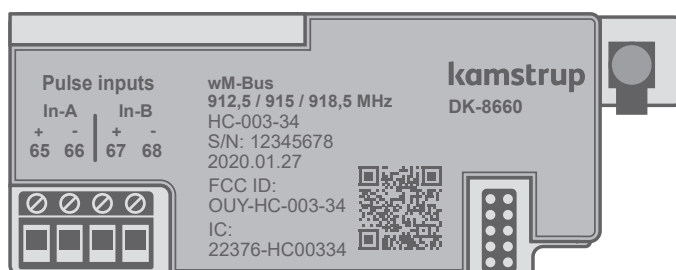 Pulse inputs
In-A In-B
+ - + -
65 66 67 68
wM-Bus
912,5 / 915 / 918,5 MHz
HC-003-34
S/N: 12345678
2020.01.27
FCC ID:
OUY-HC-003-34
IC:
22376-HC00334
kamstrup
DK-8660